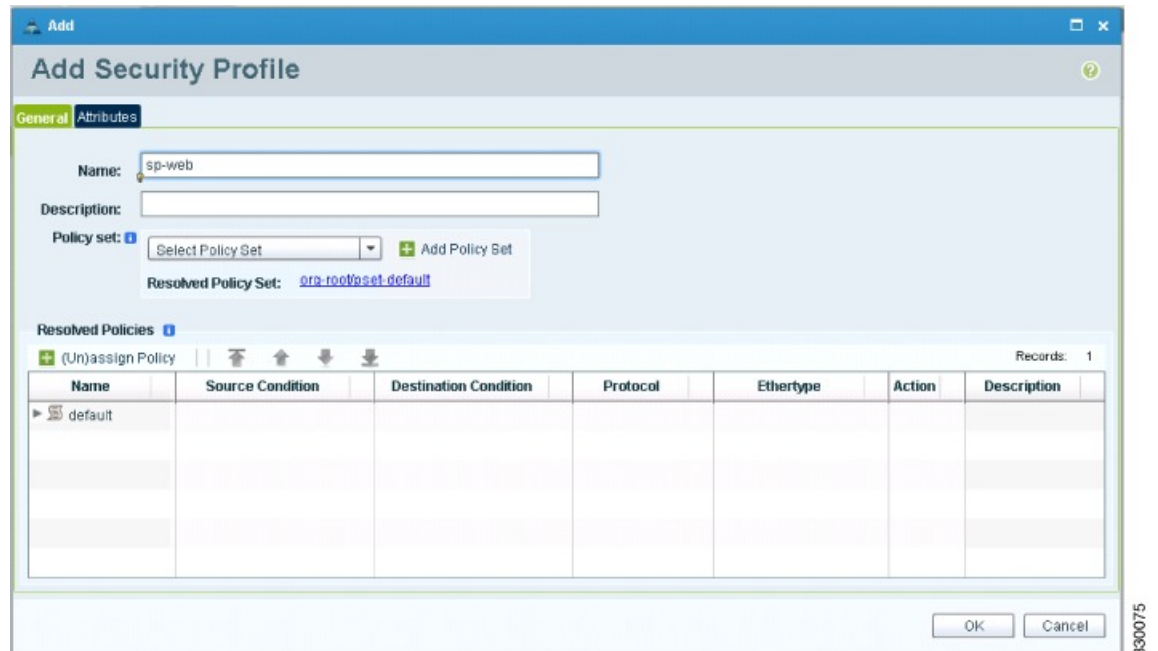 Add
Add Security Profile
General Attributes
Name: sp-web
Description:
Policy set: Select Policy Set Add Policy Set
Resolved Policy Set: org-root/pset-default
Resolved Policies
(Un)assign Policy Records: 1
Name Source Condition Destination Condition Protocol Ethertype Action Description
default
OK Cancel
330075